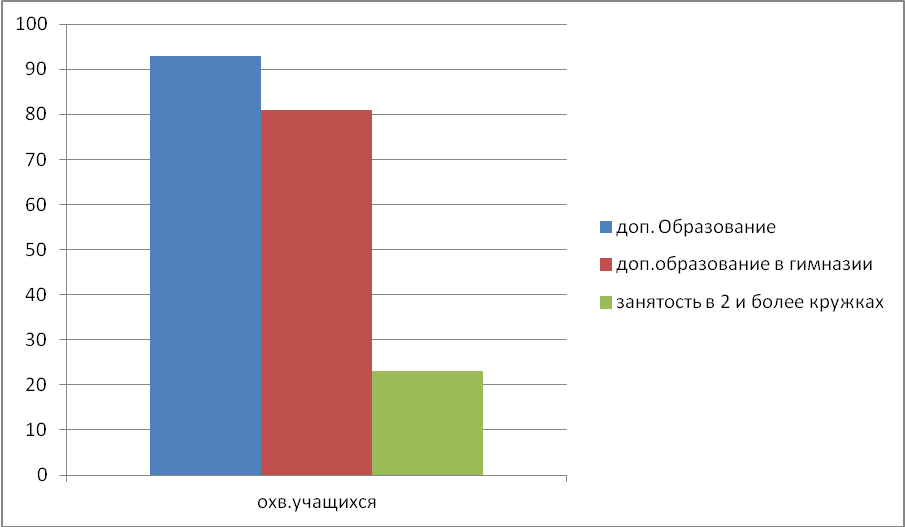 100
90
80
70
60
50
40
30
20
10
0
охв.учащихся
доп. Образование
доп.образование в гимназии
занятость в 2 и более кружках